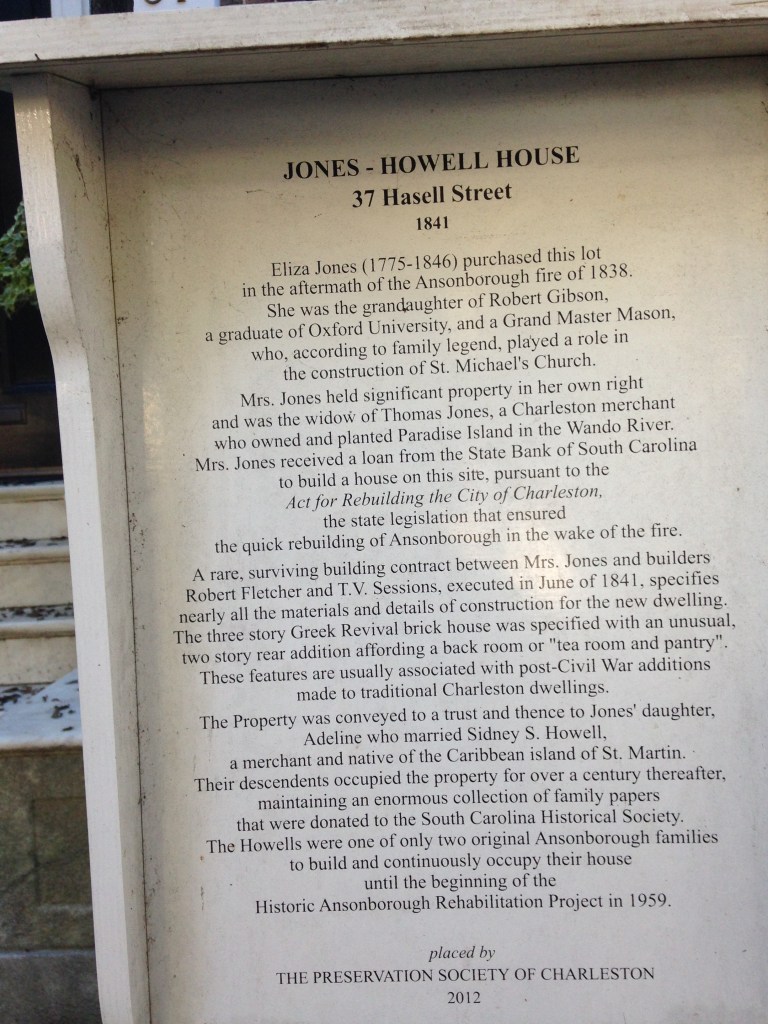 JONES - HOWELL HOUSE
37 Hasell Street
1841
Eliza Jones (1775-1846) purchased this lot
in the aftermath of the Ansonborough fire of 1838.
She was the grandaughter of Robert Gibson,
a graduate of Oxford University, and a Grand Master Mason,
who, according to family legend, played a role in
the construction of St. Michael's Church.
Mrs. Jones held significant property in her own right
and was the widow of Thomas Jones, a Charleston merchant
who owned and planted Paradise Island in the Wando River.
Mrs. Jones received a loan from the State Bank of South Carolina
to build a house on this site, pursuant to the
Act for Rebuilding the City of Charleston,
the state legislation that ensured
the quick rebuilding of Ansonborough in the wake of the fire.
A rare, surviving building contract between Mrs. Jones and builders
Robert Fletcher and T.V. Sessions, executed in June of 1841, specifies
nearly all the materials and details of construction for the new dwelling.
The three story Greek Revival brick house was specified with an unusual,
two story rear addition affording a back room or "tea room and pantry".
These features are usually associated with post-Civil War additions
made to traditional Charleston dwellings.
The Property was conveyed to a trust and thence to Jones' daughter,
Adeline who married Sidney S. Howell,
a merchant and native of the Caribbean island of St. Martin.
Their descendents occupied the property for over a century thereafter,
maintaining an enormous collection of family papers
that were donated to the South Carolina Historical Society.
The Howells were one of only two original Ansonborough families
to build and continuously occupy their house
until the beginning of the
Historic Ansonborough Rehabilitation Project in 1959.
placed by
THE PRESERVATION SOCIETY OF CHARLESTON
2012